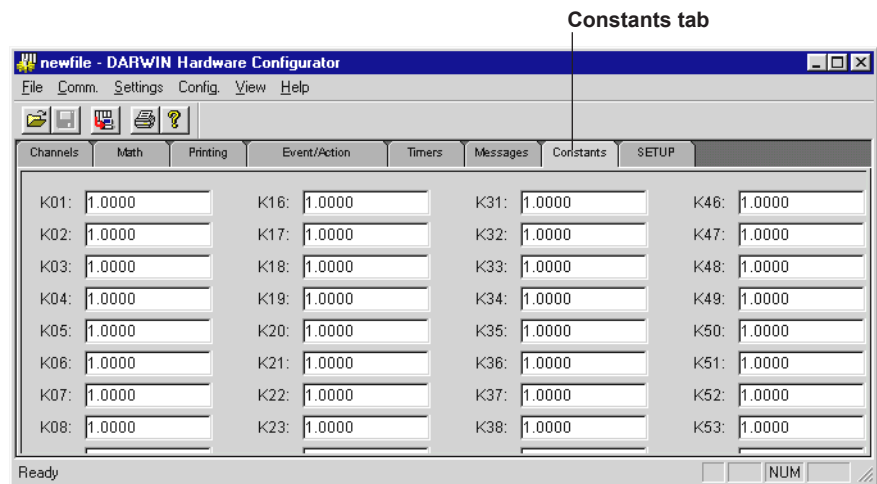 Constants tab
newfile - DARWIN Hardware Configurator
File Comm. Settings Config. View Help
Channels Math Printing Event/Action Timers Messages Constants SETUP
K01: 1.0000 K16: 1.0000 K31: 1.0000 K46: 1.0000
K02: 1.0000 K17: 1.0000 K32: 1.0000 K47: 1.0000
K03: 1.0000 K18: 1.0000 K33: 1.0000 K48: 1.0000
K04: 1.0000 K19: 1.0000 K34: 1.0000 K49: 1.0000
K05: 1.0000 K20: 1.0000 K35: 1.0000 K50: 1.0000
K06: 1.0000 K21: 1.0000 K36: 1.0000 K51: 1.0000
K07: 1.0000 K22: 1.0000 K37: 1.0000 K52: 1.0000
K08: 1.0000 K23: 1.0000 K38: 1.0000 K53: 1.0000
Ready NUM